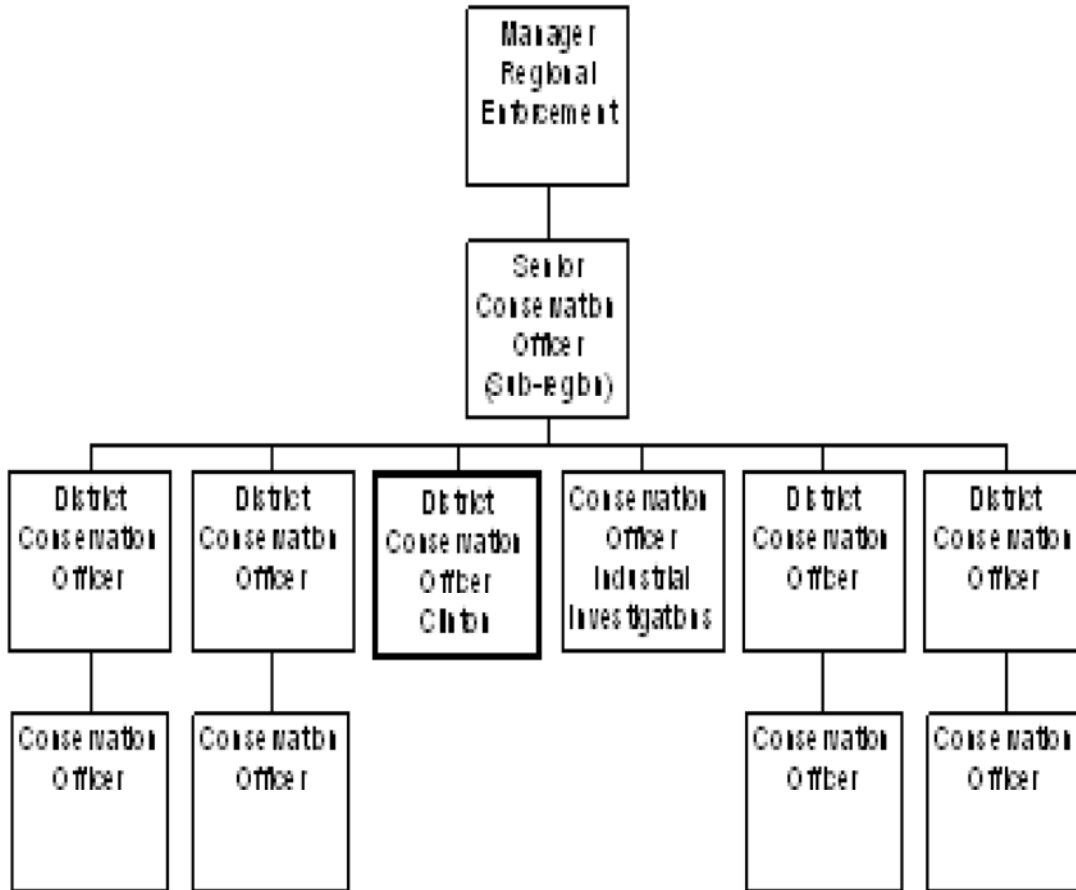 Manager
Regional
Enforcement
Senior
Conservation
Officer
(Sub-region)
District
Conservation
Officer
District
Conservation
Officer
District
Conservation
Officer
Clinton
Conservation
Officer
Industrial
Investigations
District
Conservation
Officer
District
Conservation
Officer
Conservation
Officer
Conservation
Officer
Conservation
Officer
Conservation
Officer